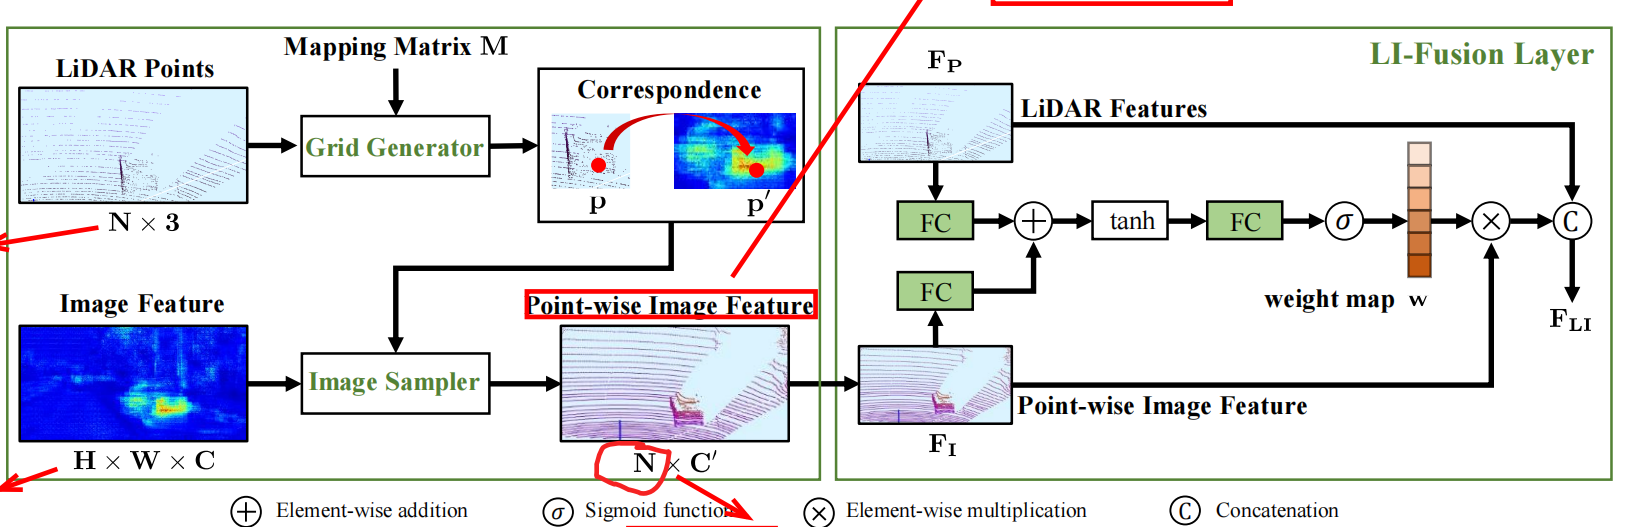 Mapping Matrix M
LiDAR Points
Grid Generator
Correspondence
p
p′
N × 3
Image Feature
Image Sampler
Point-wise Image Feature
H × W × C
N × C′
LI-Fusion Layer
F_P
LiDAR Features
FC
+
tanh
FC
σ
×
C
FC
weight map w
F_LI
Point-wise Image Feature
F_I
+ Element-wise addition
σ Sigmoid function
× Element-wise multiplication
C Concatenation